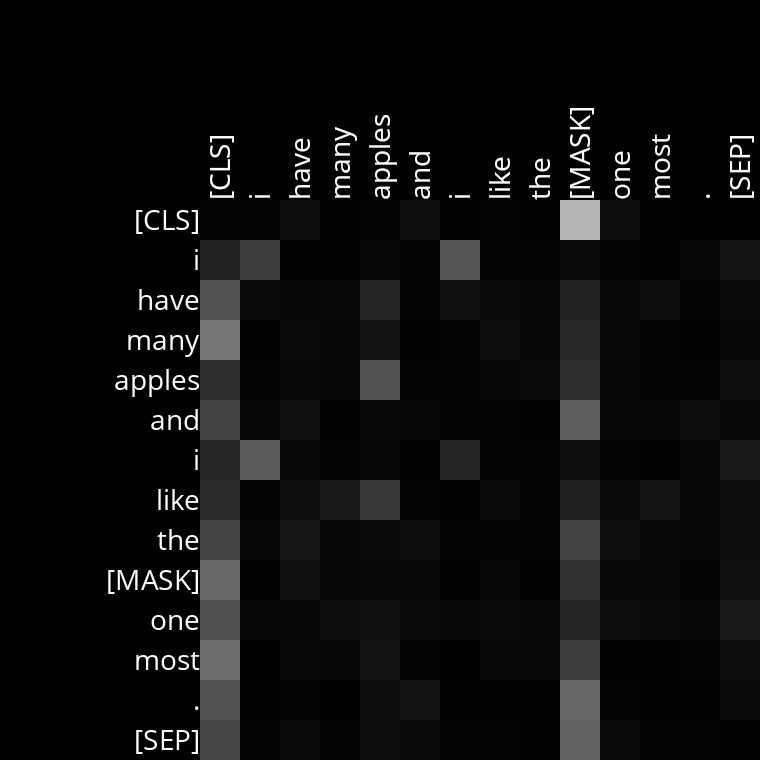 [CLS] i have many apples and i like the [MASK] one most . [SEP]
[CLS]
i
have
many
apples
and
i
like
the
[MASK]
one
most
.
[SEP]